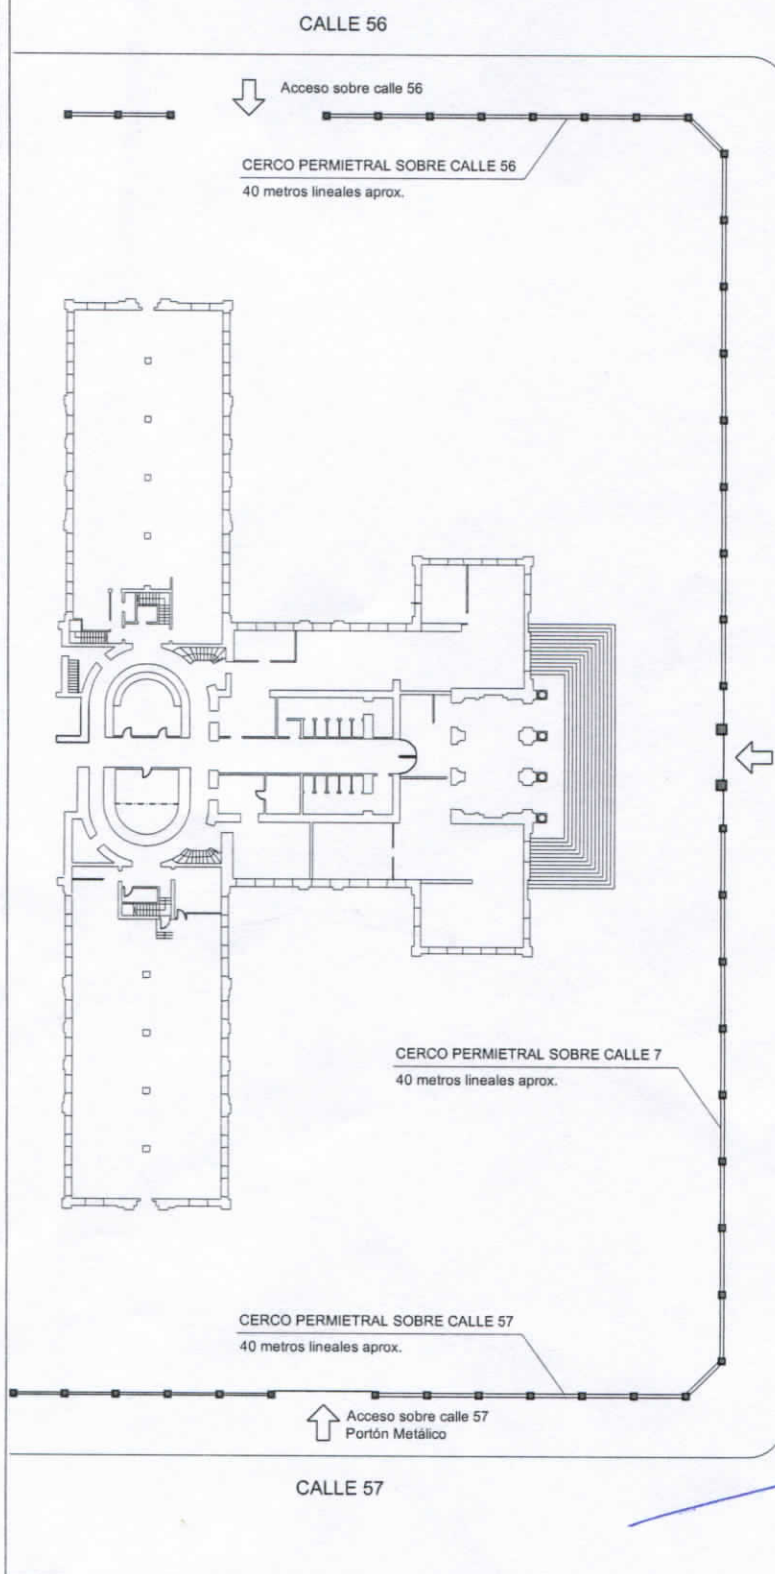 CALLE 56
Acceso sobre calle 56
CERCO PERMIETRAL SOBRE CALLE 56
40 metros lineales aprox.
CERCO PERMIETRAL SOBRE CALLE 7
40 metros lineales aprox.
CERCO PERMIETRAL SOBRE CALLE 57
40 metros lineales aprox.
Acceso sobre calle 57
Portón Metálico
CALLE 57